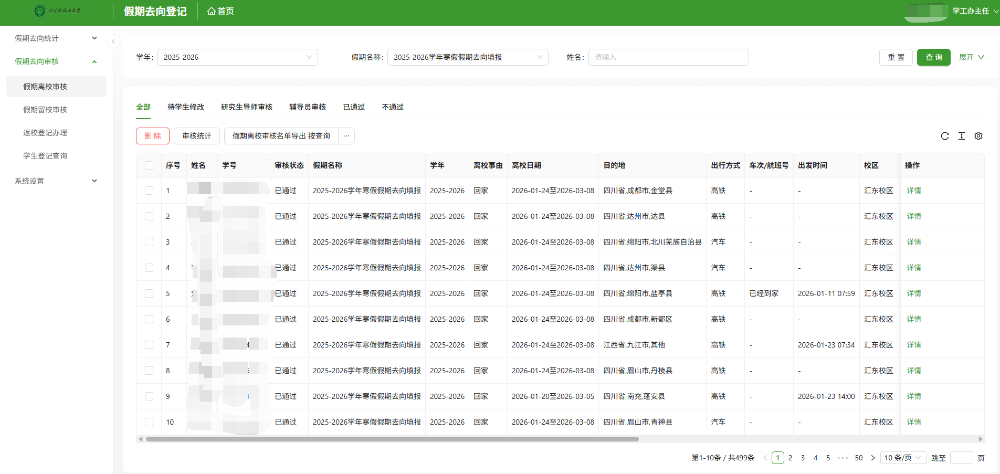 假期去向登记 首页 学工办主任
假期去向统计
假期去向审核
假期离校审核
假期留校审核
返校登记办理
学生登记查询
系统设置
学年: 2025-2026 假期名称: 2025-2026学年寒假假期去向填报 姓名: 请输入 重 置 查 询 展开
全部 待学生修改 研究生导师审核 辅导员审核 已通过 不通过
删 除 审核统计 假期离校审核名单导出 按查询 ···
序号 姓名 学号 审核状态 假期名称 学年 离校事由 离校日期 目的地 出行方式 车次/航班号 出发时间 校区 操作
1 已通过 2025-2026学年寒假假期去向填报 2025-2026 回家 2026-01-24至2026-03-08 四川省,成都市,金堂县 高铁 - - 汇东校区 详情
2 已通过 2025-2026学年寒假假期去向填报 2025-2026 回家 2026-01-24至2026-03-08 四川省,达州市,达县 高铁 - - 汇东校区 详情
3 已通过 2025-2026学年寒假假期去向填报 2025-2026 回家 2026-01-24至2026-03-08 四川省,绵阳市,北川羌族自治县 汽车 - - 汇东校区 详情
4 已通过 2025-2026学年寒假假期去向填报 2025-2026 回家 2026-01-24至2026-03-08 四川省,达州市,渠县 汽车 - - 汇东校区 详情
5 已通过 2025-2026学年寒假假期去向填报 2025-2026 回家 2026-01-24至2026-03-08 四川省,绵阳市,盐亭县 高铁 已经到家 2026-01-11 07:59 汇东校区 详情
6 已通过 2025-2026学年寒假假期去向填报 2025-2026 回家 2026-01-24至2026-03-08 四川省,成都市,新都区 高铁 - - 汇东校区 详情
7 4 已通过 2025-2026学年寒假假期去向填报 2025-2026 回家 2026-01-24至2026-03-08 江西省,九江市,其他 高铁 - 2026-01-23 07:34 汇东校区 详情
8 已通过 2025-2026学年寒假假期去向填报 2025-2026 回家 2026-01-24至2026-03-08 四川省,眉山市,丹棱县 高铁 - - 汇东校区 详情
9 已通过 2025-2026学年寒假假期去向填报 2025-2026 回家 2026-01-20至2026-03-05 四川省,南充,蓬安县 高铁 - 2026-01-23 14:00 汇东校区 详情
10 已通过 2025-2026学年寒假假期去向填报 2025-2026 回家 2026-01-24至2026-03-08 四川省,眉山市,青神县 汽车 - - 汇东校区 详情
第1-10条 / 共499条 1 2 3 4 5 ··· 50 10 条/页 跳至 页